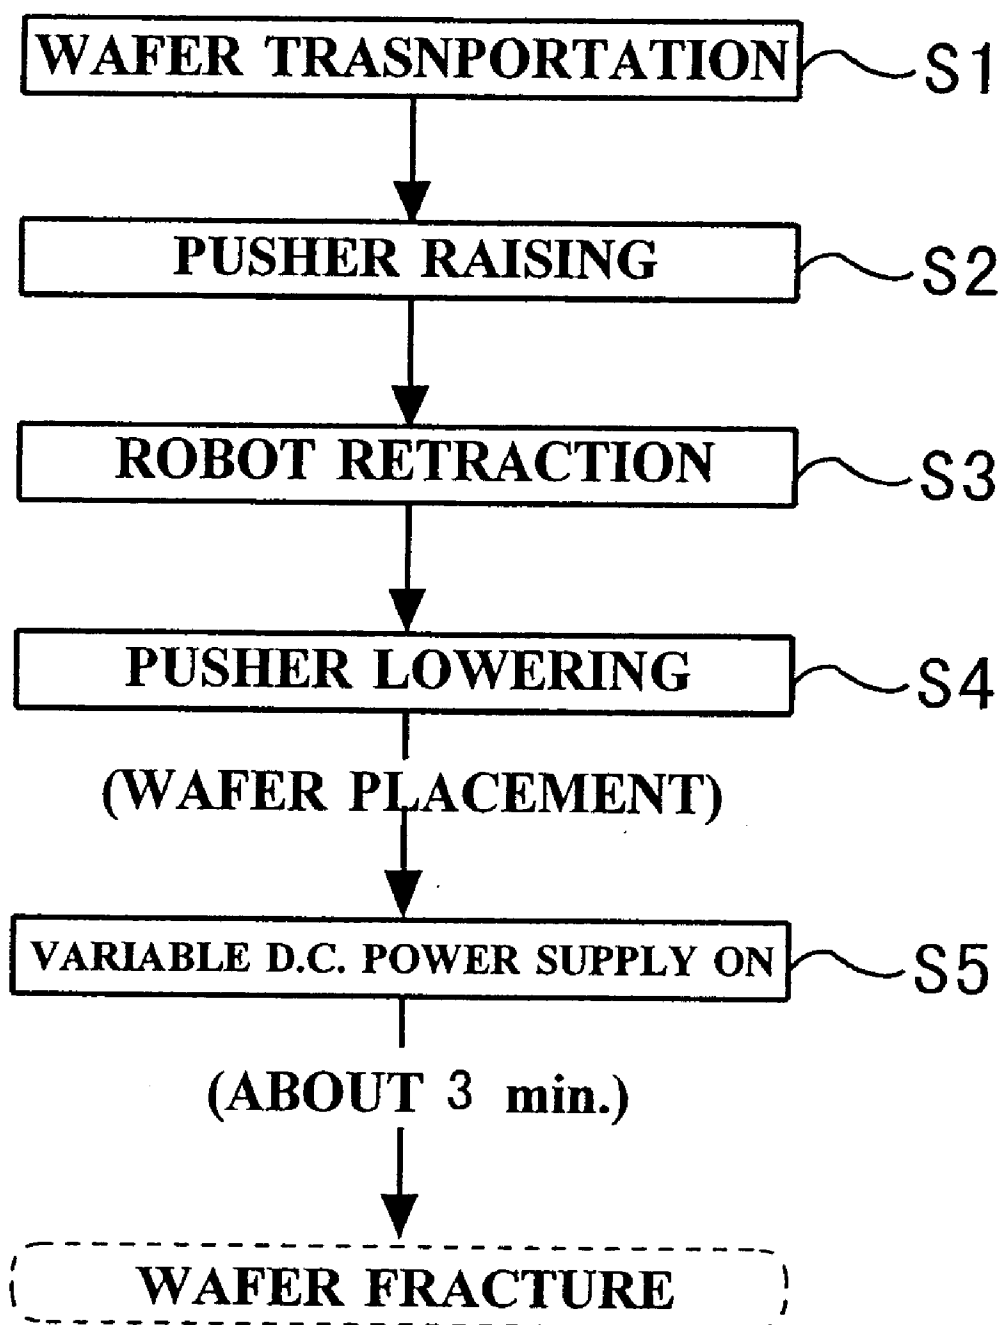 WAFER TRASNPORTATION S1
PUSHER RAISING S2
ROBOT RETRACTION S3
PUSHER LOWERING S4
(WAFER PLACEMENT)
VARIABLE D.C. POWER SUPPLY ON S5
(ABOUT 3 min.)
WAFER FRACTURE